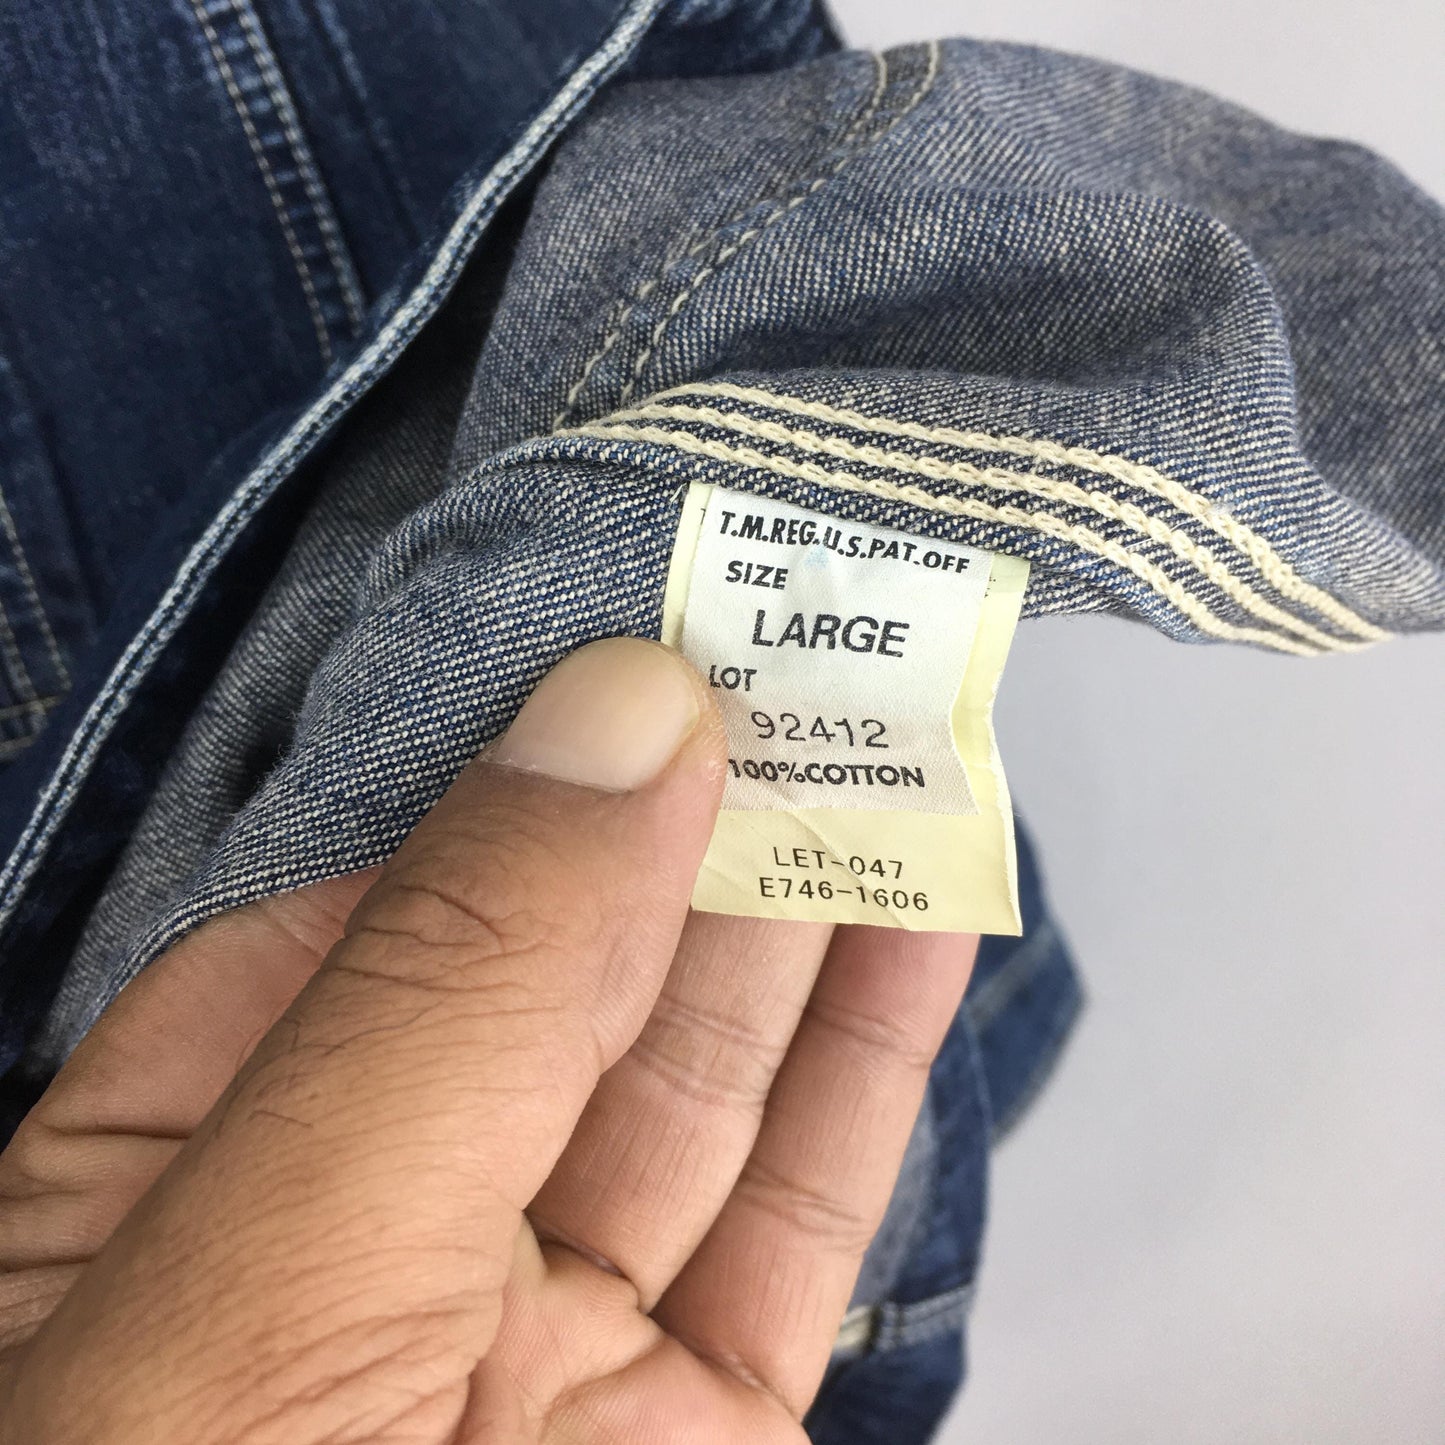 T.M.REG.U.S.PAT.OFF
SIZE
LARGE
LOT
92412
100%COTTON
LET-047
E746-1606